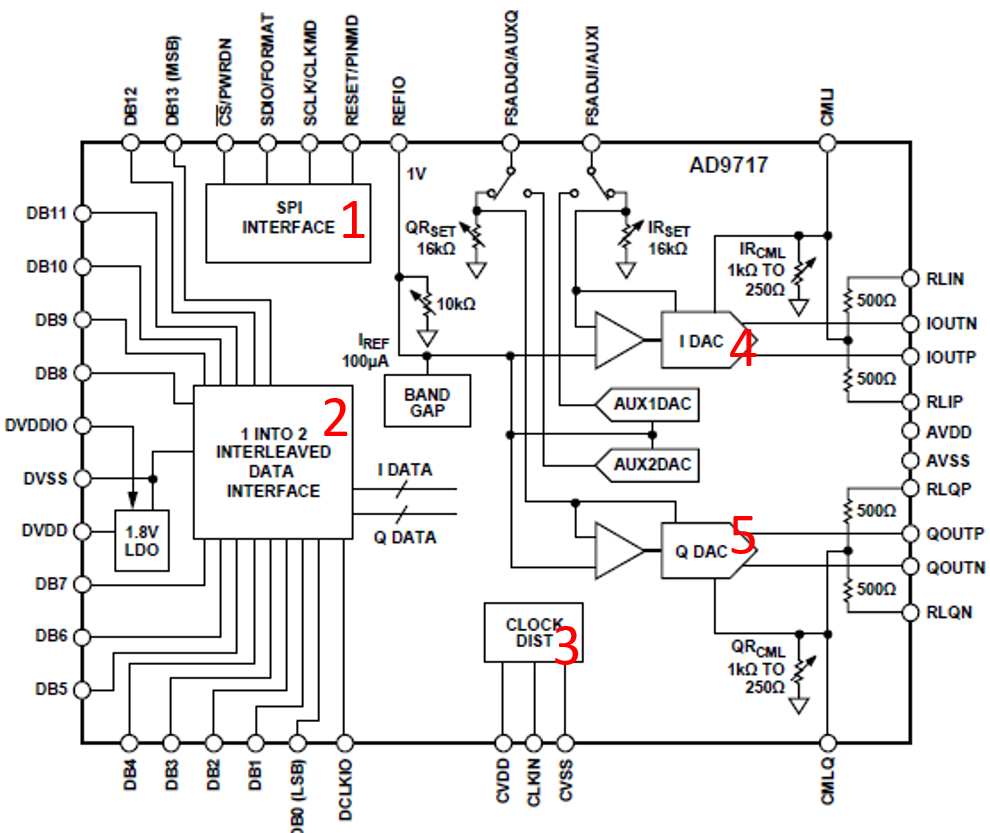 DB12
DB13 (MSB)
CS/PWRDN
SDIO/FORMAT
SCLK/CLKMD
RESET/PINMD
REFIO
FSADJQ/AUXQ
FSADJI/AUXI
CMLI
AD9717
1V
SPI
INTERFACE
1
QRSET
16kΩ
IRSET
16kΩ
IRCML
1kΩ TO
250Ω
DB11
DB10
DB9
DB8
DVDDIO
DVSS
DVDD
DB7
DB6
DB5
10kΩ
IREF
100µA
BAND
GAP
I DAC
4
500Ω
500Ω
RLIN
IOUTN
IOUTP
RLIP
AVDD
AVSS
RLQP
QOUTP
QOUTN
RLQN
AUX1DAC
AUX2DAC
1 INTO 2
INTERLEAVED
DATA
INTERFACE
2
I DATA
Q DATA
1.8V
LDO
Q DAC
5
500Ω
500Ω
CLOCK
DIST
3
QRCML
1kΩ TO
250Ω
DB4
DB3
DB2
DB1
DB0 (LSB)
DCLKIO
CVDD
CLKIN
CVSS
CMLQ